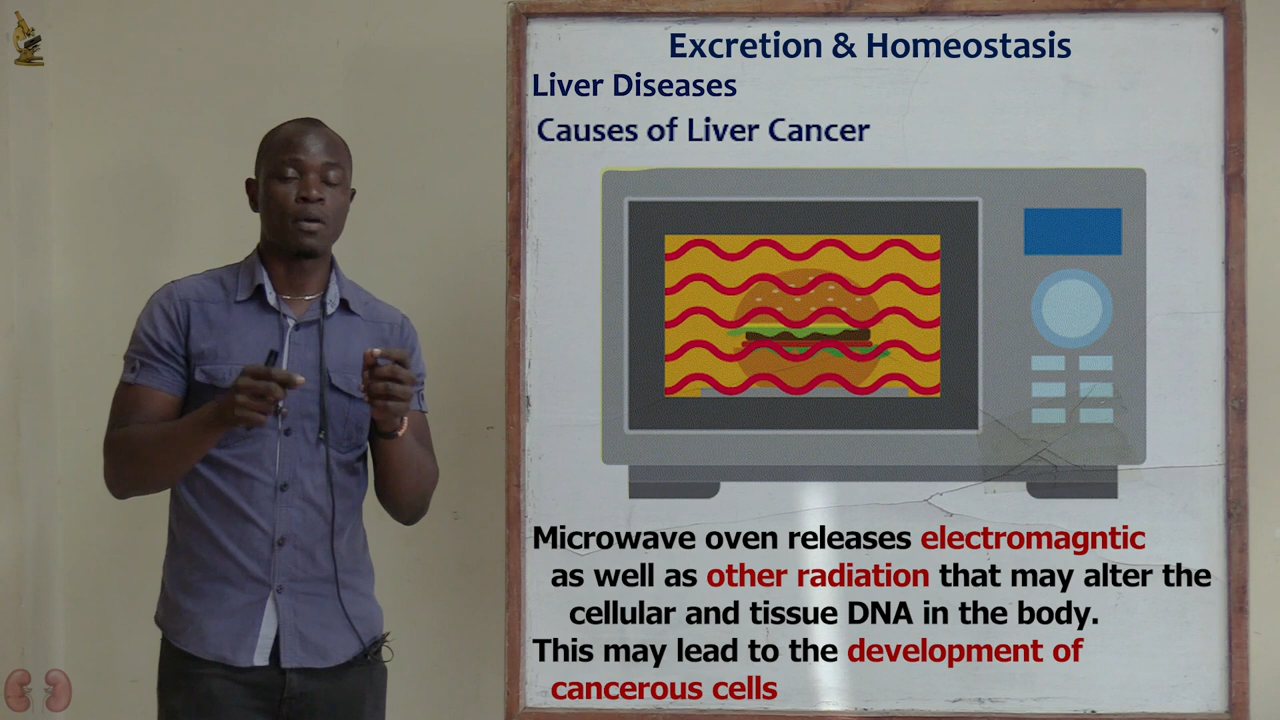 Excretion & Homeostasis
Liver Diseases
Causes of Liver Cancer
Microwave oven releases electromagntic
as well as other radiation that may alter the
cellular and tissue DNA in the body.
This may lead to the development of
cancerous cells